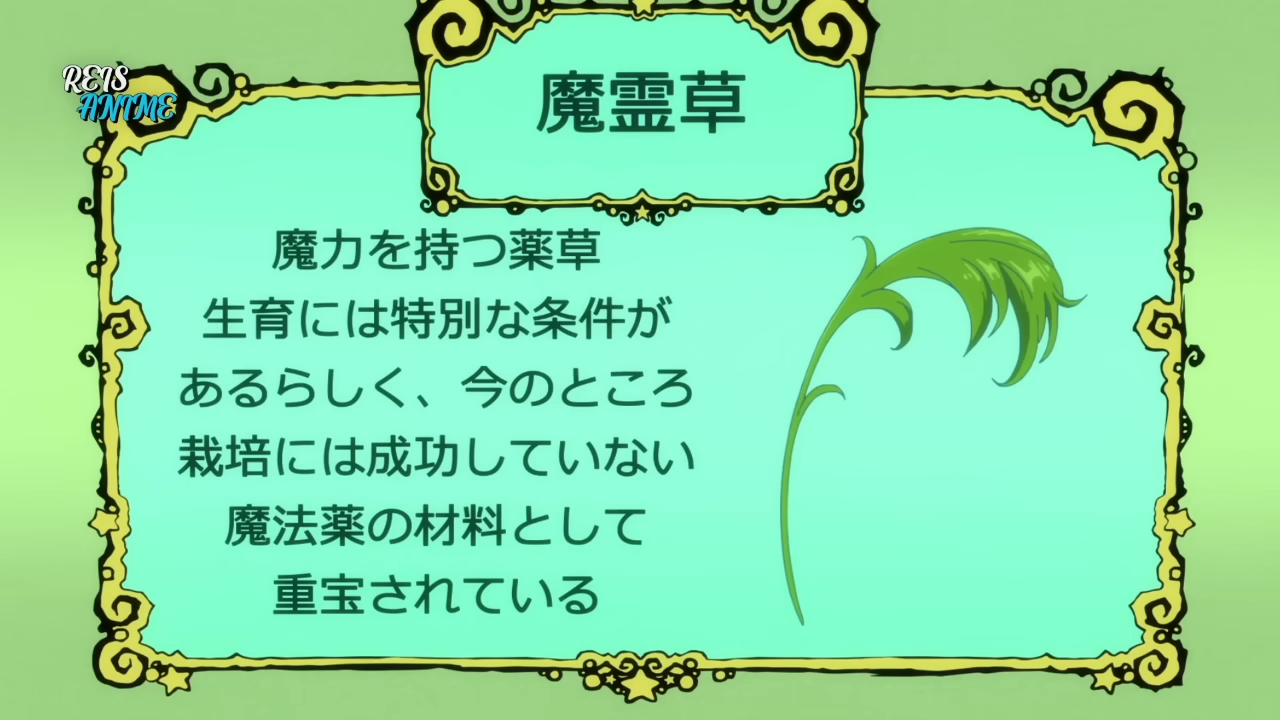 REIS
ANIME
魔霊草
魔力を持つ薬草
生育には特別な条件が
あるらしく、今のところ
栽培には成功していない
魔法薬の材料として
重宝されている